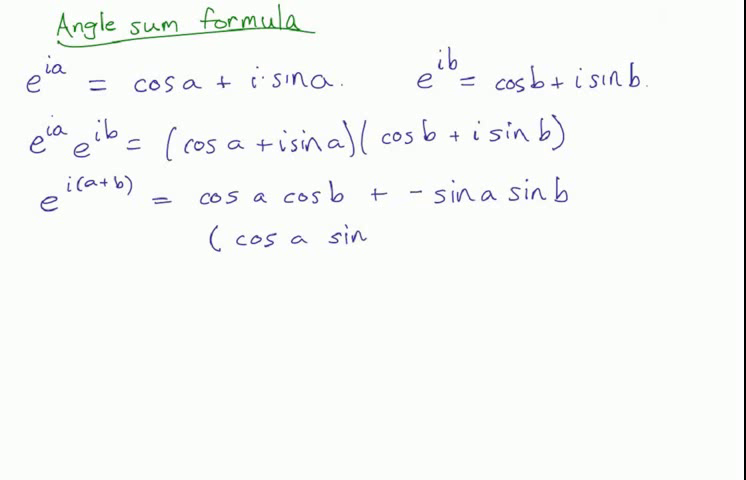 Angle sum formula
e^{ia} = cos a + i·sin a. e^{ib} = cos b + i sin b.
e^{ia} e^{ib} = (cos a + i sin a)(cos b + i sin b)
e^{i(a+b)} = cos a cos b + - sin a sin b
( cos a sin